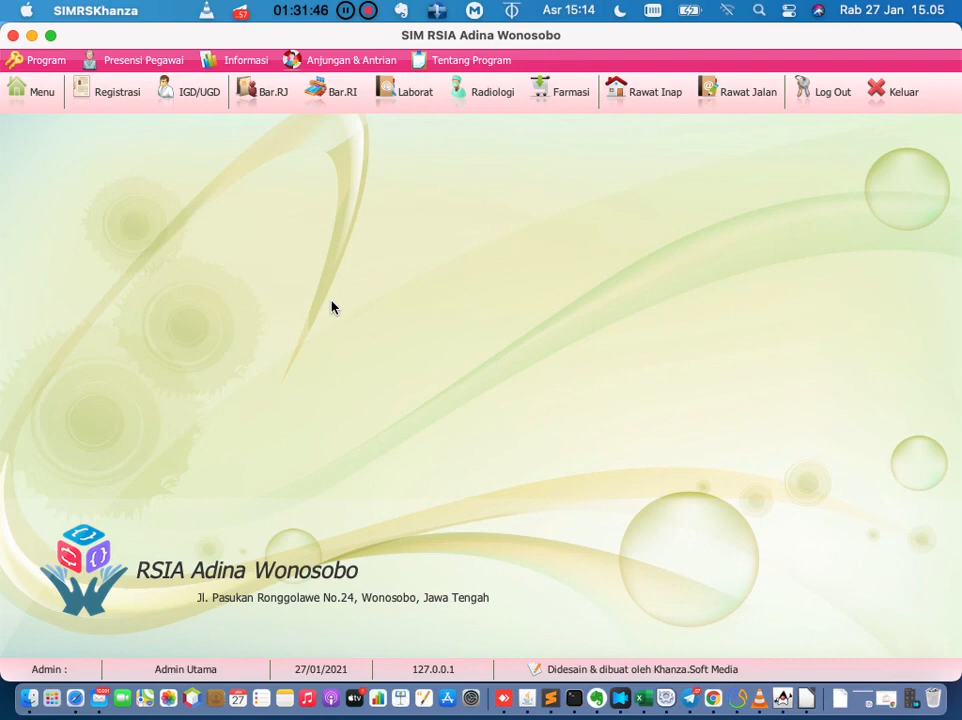 SIMRSKhanza 57 01:31:46 Asr 15:14 Rab 27 Jan 15.05
SIM RSIA Adina Wonosobo
Program Presensi Pegawai Informasi Anjungan & Antrian Tentang Program
Menu Registrasi IGD/UGD Bar.RJ Bar.RI Laborat Radiologi Farmasi Rawat Inap Rawat Jalan Log Out Keluar
RSIA Adina Wonosobo
Jl. Pasukan Ronggolawe No.24, Wonosobo, Jawa Tengah
Admin : Admin Utama 27/01/2021 127.0.0.1 Didesain & dibuat oleh Khanza.Soft Media
27